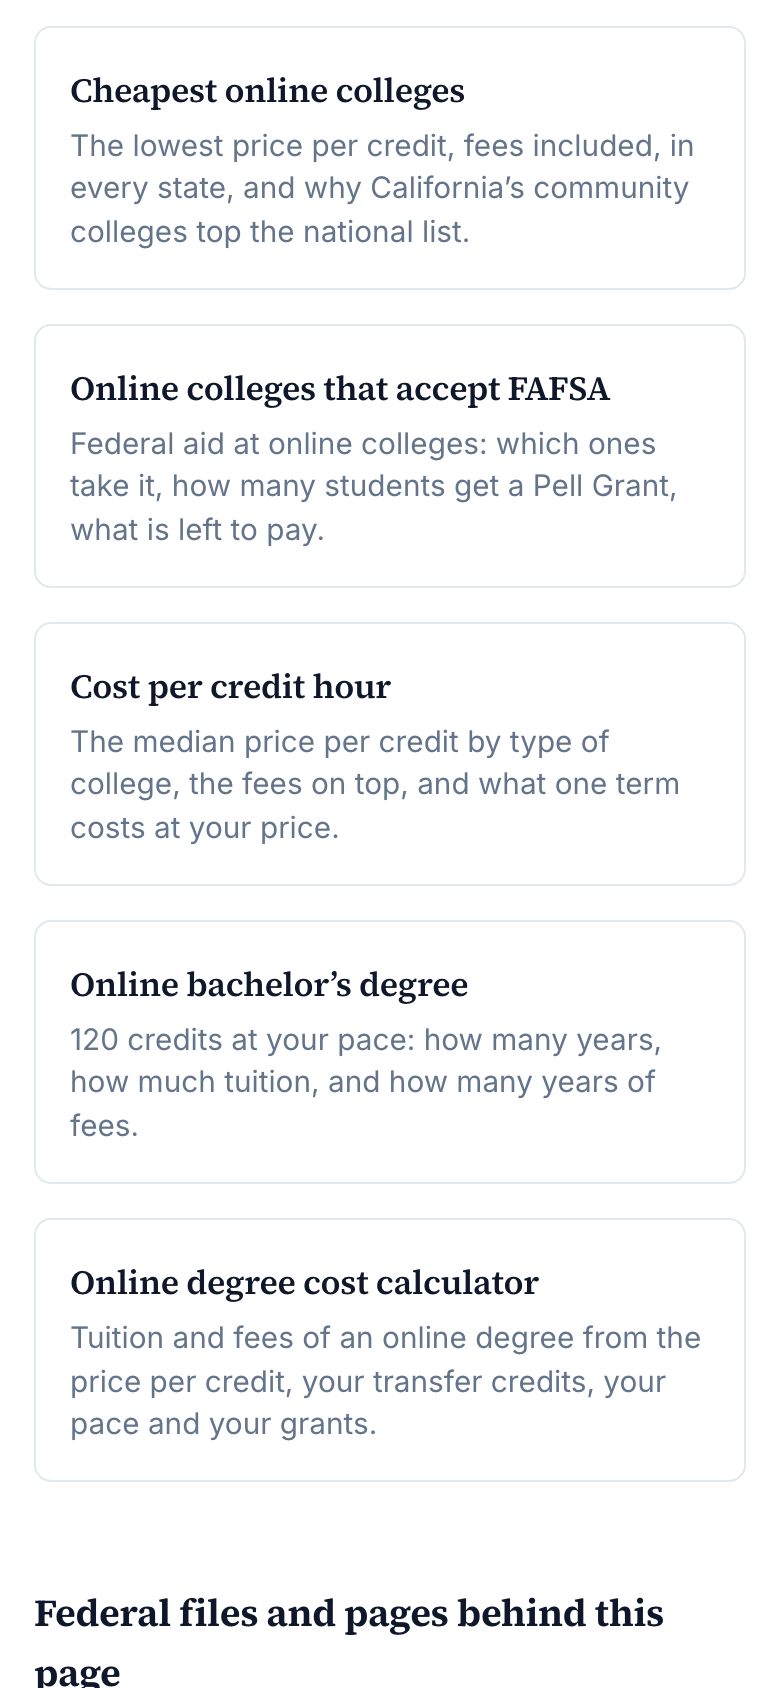 Cheapest online colleges
The lowest price per credit, fees included, in
every state, and why California’s community
colleges top the national list.
Online colleges that accept FAFSA
Federal aid at online colleges: which ones
take it, how many students get a Pell Grant,
what is left to pay.
Cost per credit hour
The median price per credit by type of
college, the fees on top, and what one term
costs at your price.
Online bachelor’s degree
120 credits at your pace: how many years,
how much tuition, and how many years of
fees.
Online degree cost calculator
Tuition and fees of an online degree from the
price per credit, your transfer credits, your
pace and your grants.
Federal files and pages behind this
page